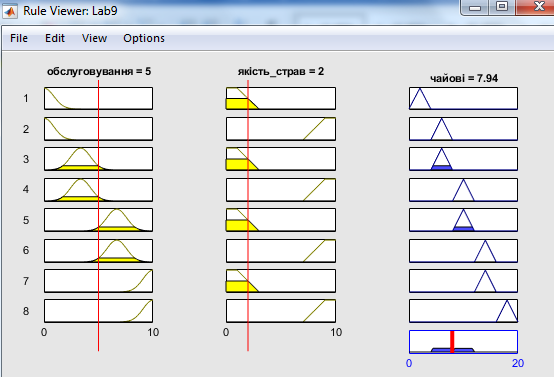 Rule Viewer: Lab9
File Edit View Options
обслуговування = 5 якість_страв = 2 чайові = 7.94
1
2
3
4
5
6
7
8
0 10 0 10
0 20